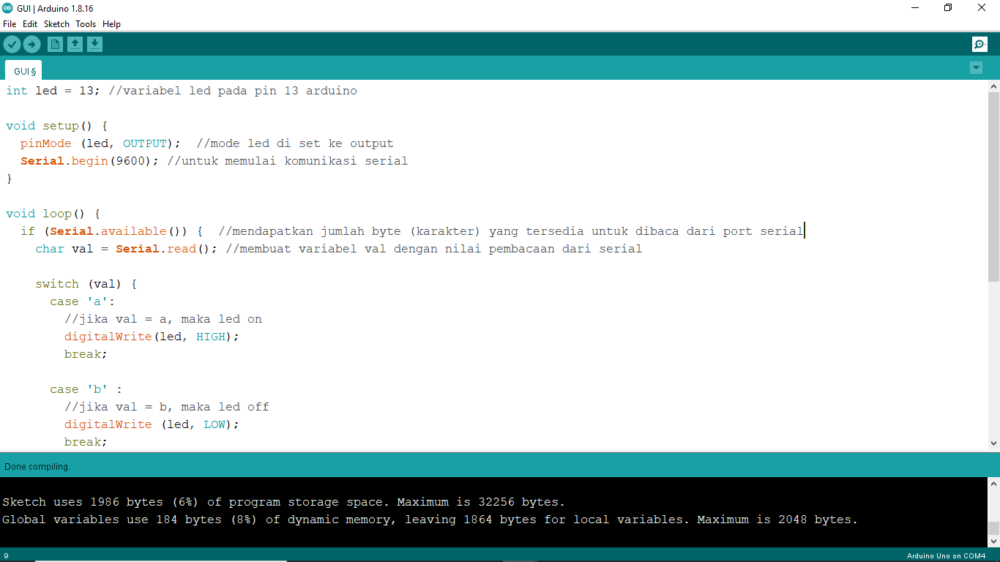 GUI | Arduino 1.8.16
File Edit Sketch Tools Help
GUI §
int led = 13; //variabel led pada pin 13 arduino
void setup() {
pinMode (led, OUTPUT); //mode led di set ke output
Serial.begin(9600); //untuk memulai komunikasi serial
}
void loop() {
if (Serial.available()) { //mendapatkan jumlah byte (karakter) yang tersedia untuk dibaca dari port serial
char val = Serial.read(); //membuat variabel val dengan nilai pembacaan dari serial
switch (val) {
case 'a':
//jika val = a, maka led on
digitalWrite(led, HIGH);
break;
case 'b' :
//jika val = b, maka led off
digitalWrite (led, LOW);
break;
Done compiling.
Sketch uses 1986 bytes (6%) of program storage space. Maximum is 32256 bytes.
Global variables use 184 bytes (8%) of dynamic memory, leaving 1864 bytes for local variables. Maximum is 2048 bytes.
9 Arduino Uno on COM4